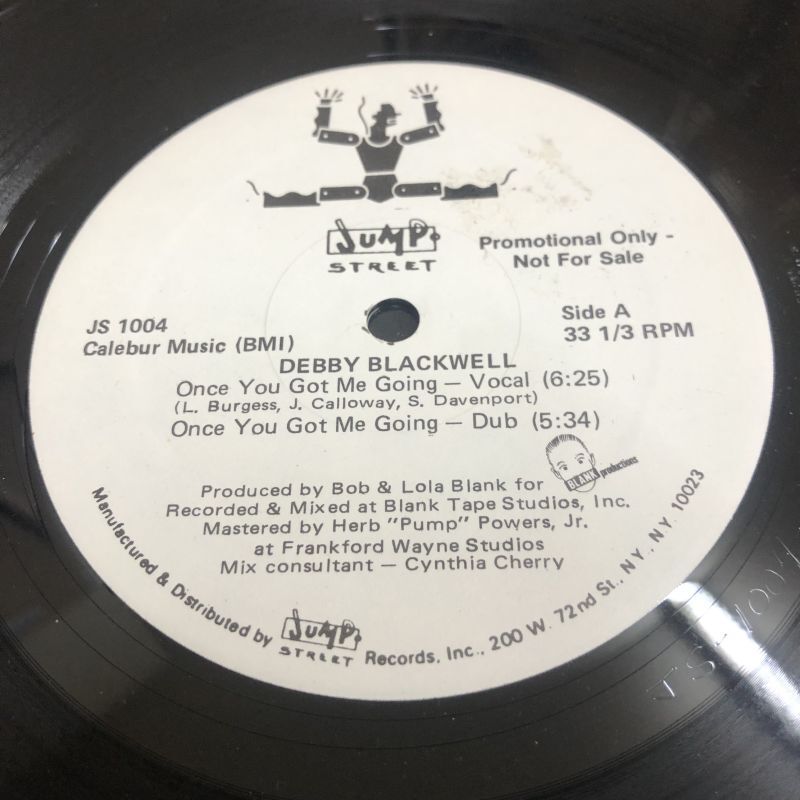 JUMP
STREET
Promotional Only -
Not For Sale
JS 1004
Calebur Music (BMI)
Side A
33 1/3 RPM
DEBBY BLACKWELL
Once You Got Me Going — Vocal (6:25)
(L. Burgess, J. Calloway, S. Davenport)
Once You Got Me Going — Dub (5:34)
Produced by Bob & Lola Blank for BLANK productions
Recorded & Mixed at Blank Tape Studios, Inc.
Mastered by Herb "Pump" Powers, Jr.
at Frankford Wayne Studios
Mix consultant — Cynthia Cherry
Manufactured & Distributed by JUMP STREET Records, Inc., 200 W. 72nd St., NY., NY. 10023